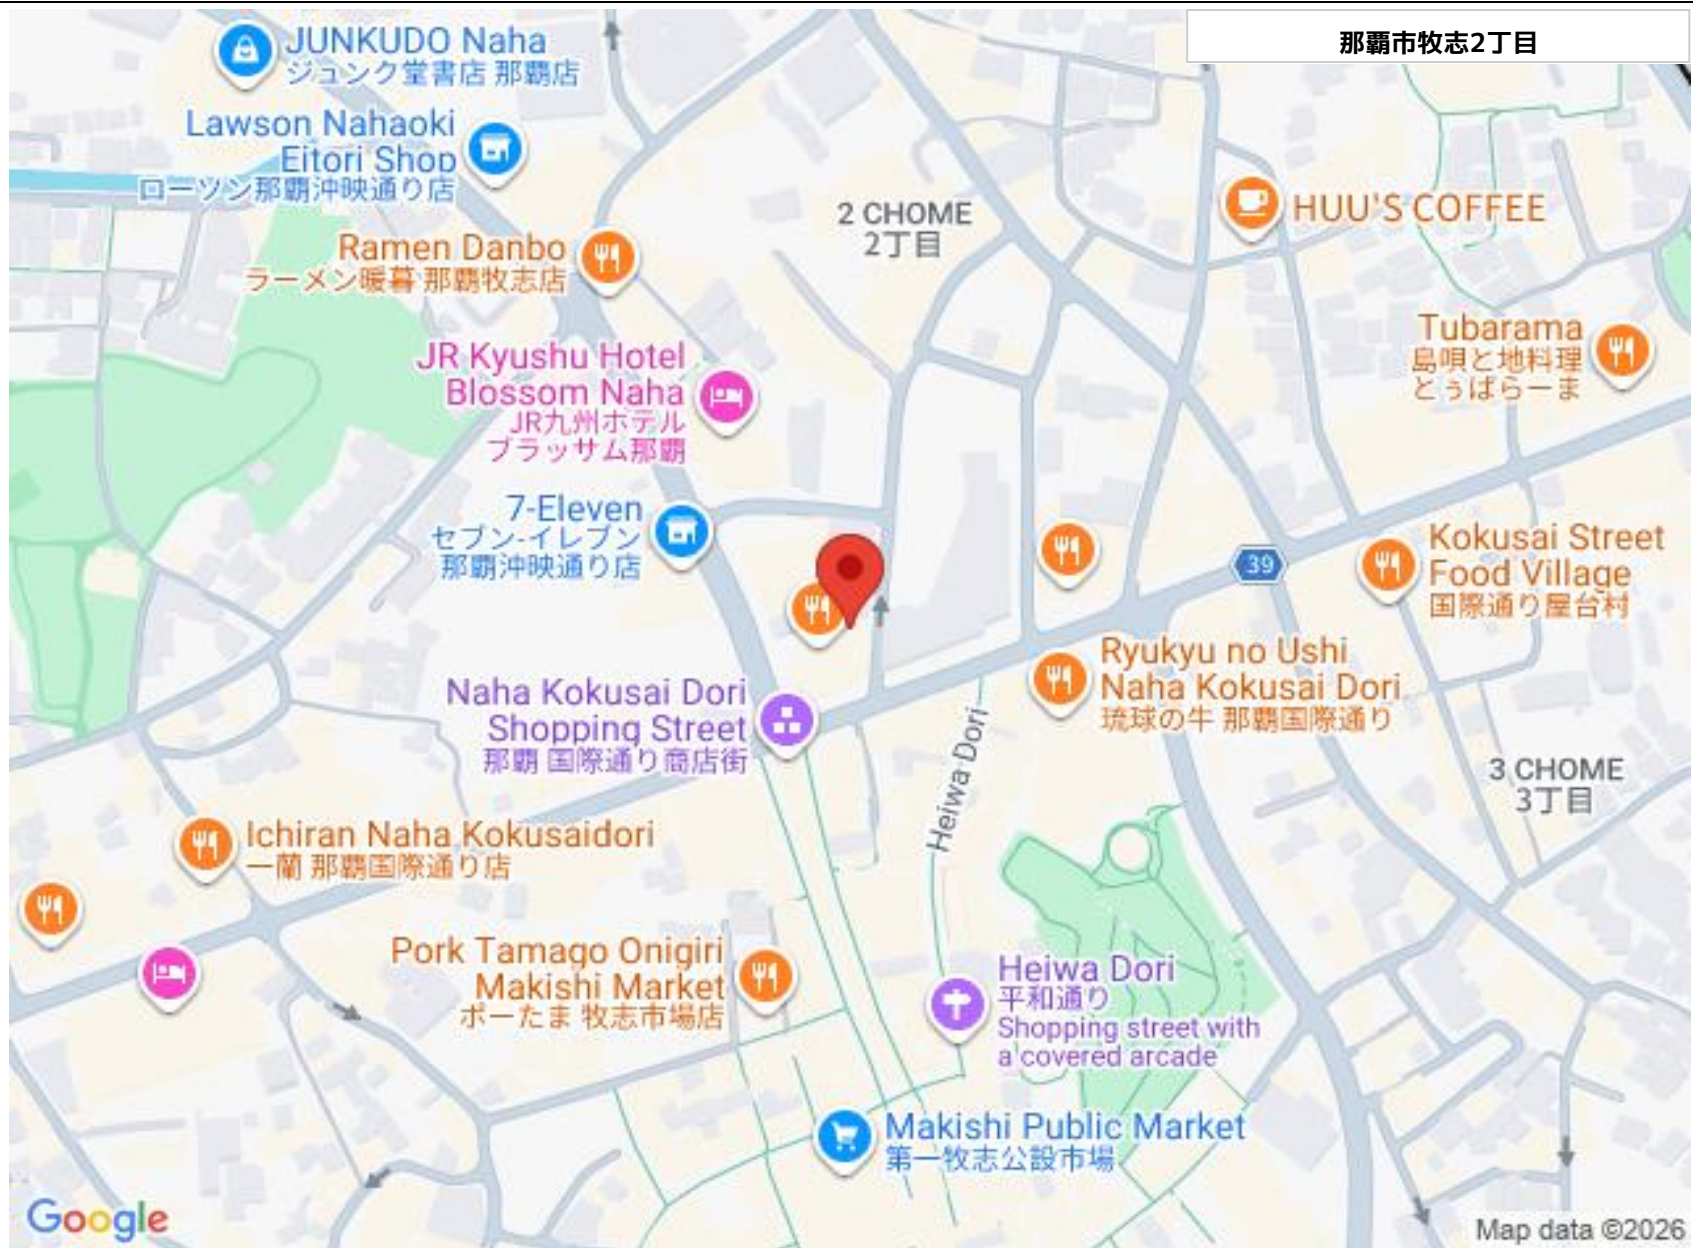 那覇市牧志2丁目
JUNKUDO Naha
ジュンク堂書店 那覇店
Lawson Nahaoki
Eitori Shop
ローソン那覇沖映通り店
2 CHOME
2丁目
HUU'S COFFEE
Ramen Danbo
ラーメン暖暮 那覇牧志店
Tubarama
島唄と地料理
とぅばらーま
JR Kyushu Hotel
Blossom Naha
JR九州ホテル
ブラッサム那覇
7-Eleven
セブン-イレブン
那覇沖映通り店
39
Kokusai Street
Food Village
国際通り屋台村
Ryukyu no Ushi
Naha Kokusai Dori
琉球の牛 那覇国際通り
Naha Kokusai Dori
Shopping Street
那覇 国際通り商店街
Heiwa Dori
3 CHOME
3丁目
Ichiran Naha Kokusaidori
一蘭 那覇国際通り店
Pork Tamago Onigiri
Makishi Market
ポーたま 牧志市場店
Heiwa Dori
平和通り
Shopping street with
a covered arcade
Makishi Public Market
第一牧志公設市場
Google
Map data ©2026